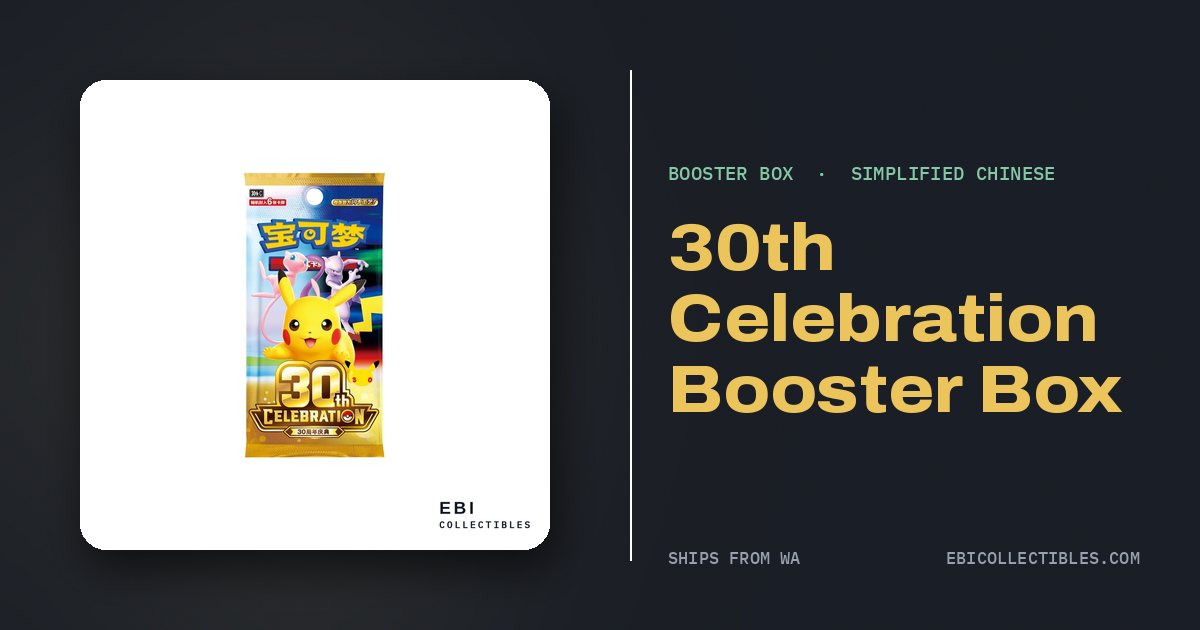 宝可梦
30th
CELEBRATION
30周年庆典
EBI
COLLECTIBLES
BOOSTER BOX · SIMPLIFIED CHINESE
30th
Celebration
Booster Box
SHIPS FROM WA
EBICOLLECTIBLES.COM